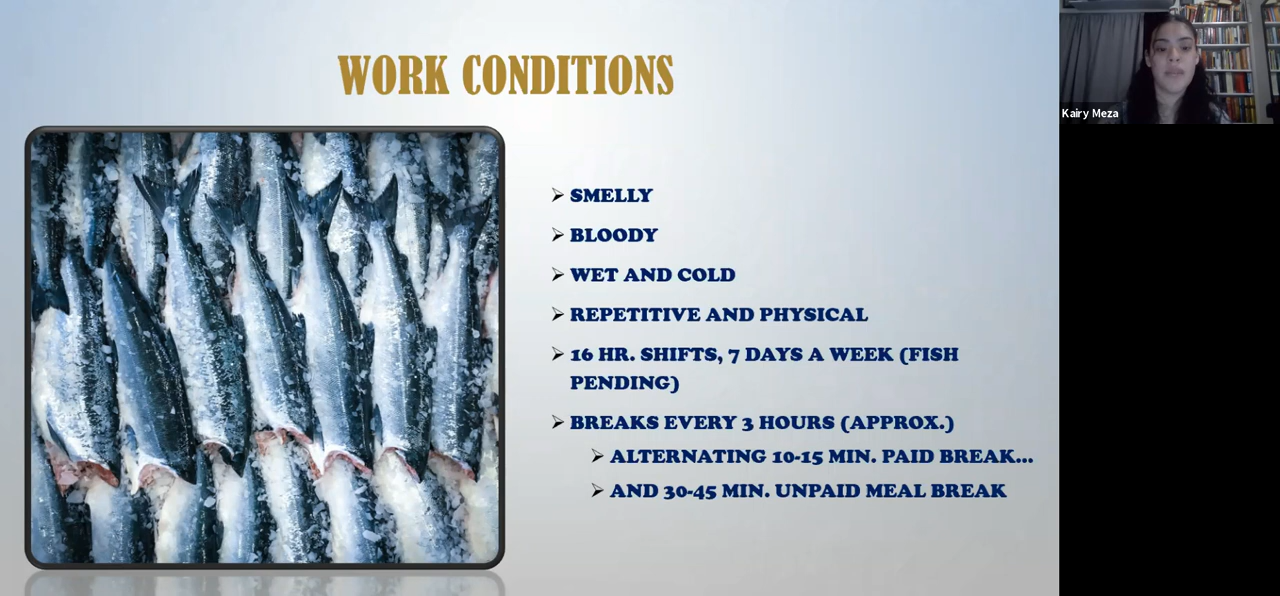 WORK CONDITIONS
SMELLY
BLOODY
WET AND COLD
REPETITIVE AND PHYSICAL
16 HR. SHIFTS, 7 DAYS A WEEK (FISH
PENDING)
BREAKS EVERY 3 HOURS (APPROX.)
ALTERNATING 10-15 MIN. PAID BREAK...
AND 30-45 MIN. UNPAID MEAL BREAK
Kairy Meza